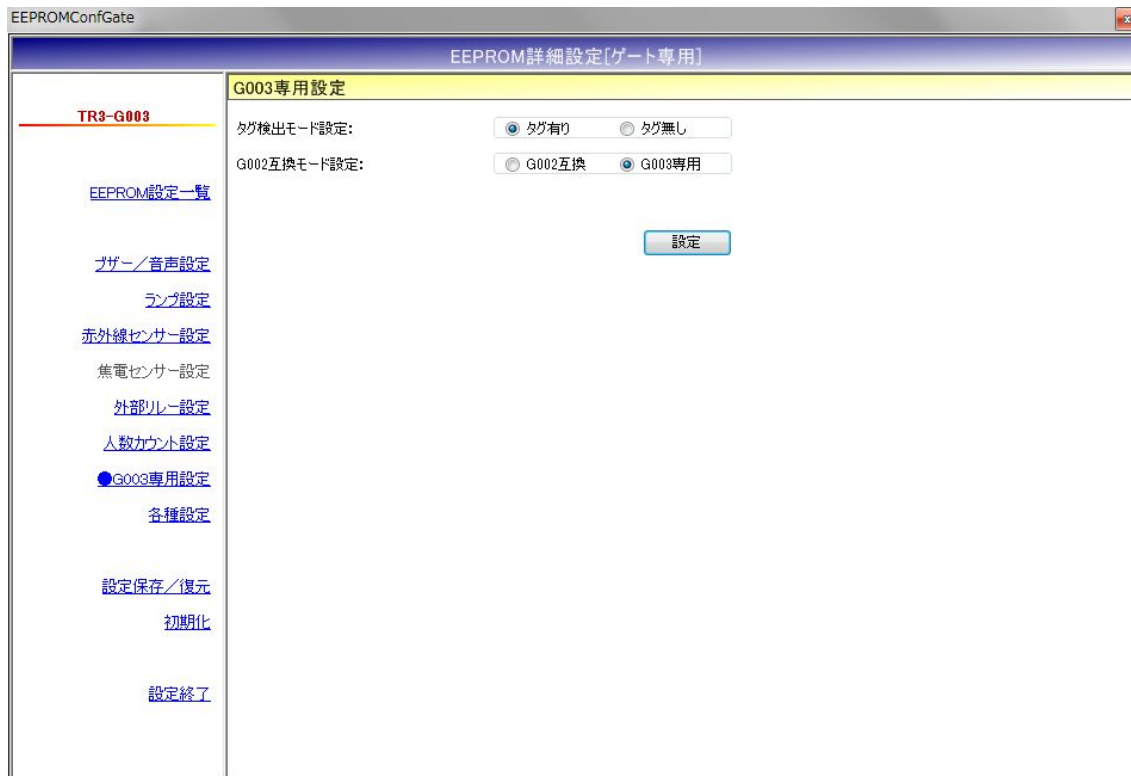 EEPROMConfGate
EEPROM詳細設定[ゲート専用]
TR3-G003
EEPROM設定一覧
ブザー／音声設定
ランプ設定
赤外線センサー設定
焦電センサー設定
外部リレー設定
人数カウント設定
●G003専用設定
各種設定
設定保存／復元
初期化
設定終了
G003専用設定
タグ検出モード設定: タグ有り タグ無し
G002互換モード設定: G002互換 G003専用
設定